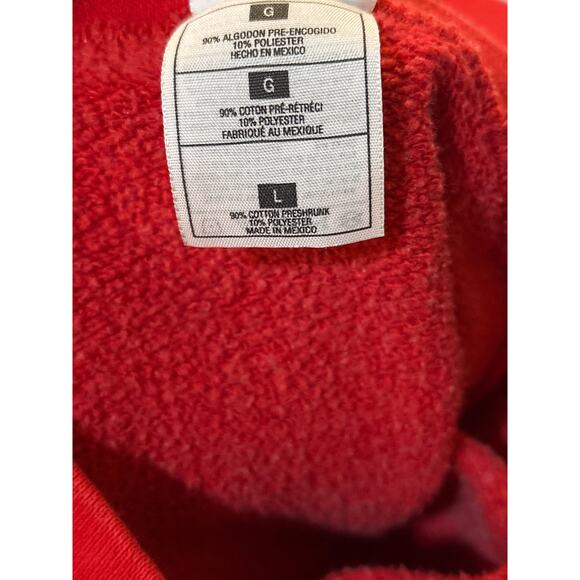 G
90% ALGODON PRE-ENCOGIDO
10% POLIESTER
HECHO EN MEXICO
G
90% COTON PRÉ-RÉTRÉCI
10% POLYESTER
FABRIQUÉ AU MEXIQUE
L
90% COTTON PRESHRUNK
10% POLYESTER
MADE IN MEXICO